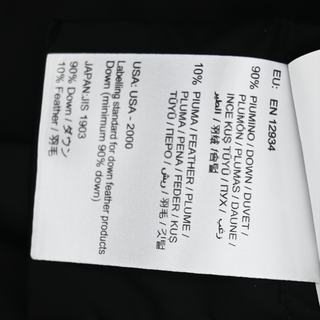 EU: EN 12934
90% PIUMINO / DOWN / DUVET /
PLUMÓN / PLUMAS / DAUNE /
INCE KUŞ TÜYÜ / ПУХ / زغب
10% PIUMA / FEATHER / PLUME /
PLUMA / PENA / FEDER / KUŞ
TÜYÜ / ПЕРО / ريش / 羽毛 / 깃털
USA: USA - 2000
Labelling standard for down feather products
Down (minimum 90% down)
JAPAN:JIS 1903
90% Down / ダウン
10% Feather / 羽毛